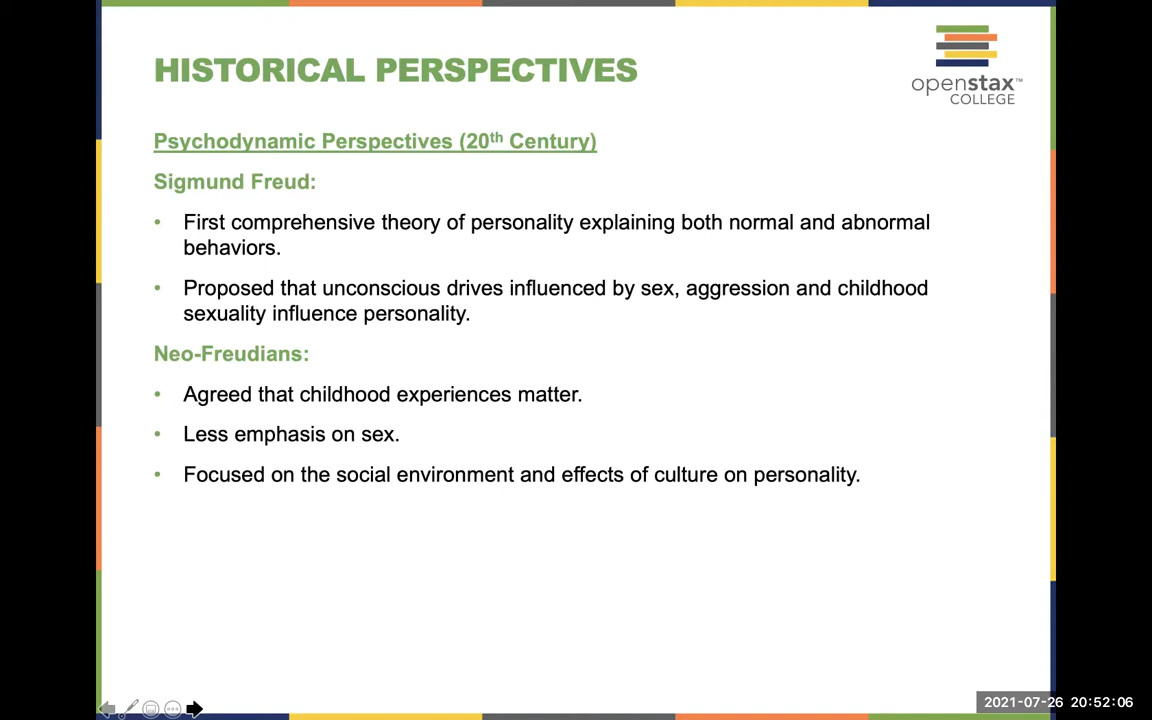 HISTORICAL PERSPECTIVES
openstax™
COLLEGE
Psychodynamic Perspectives (20th Century)
Sigmund Freud:
• First comprehensive theory of personality explaining both normal and abnormal
behaviors.
• Proposed that unconscious drives influenced by sex, aggression and childhood
sexuality influence personality.
Neo-Freudians:
• Agreed that childhood experiences matter.
• Less emphasis on sex.
• Focused on the social environment and effects of culture on personality.
2021-07-26 20:52:06